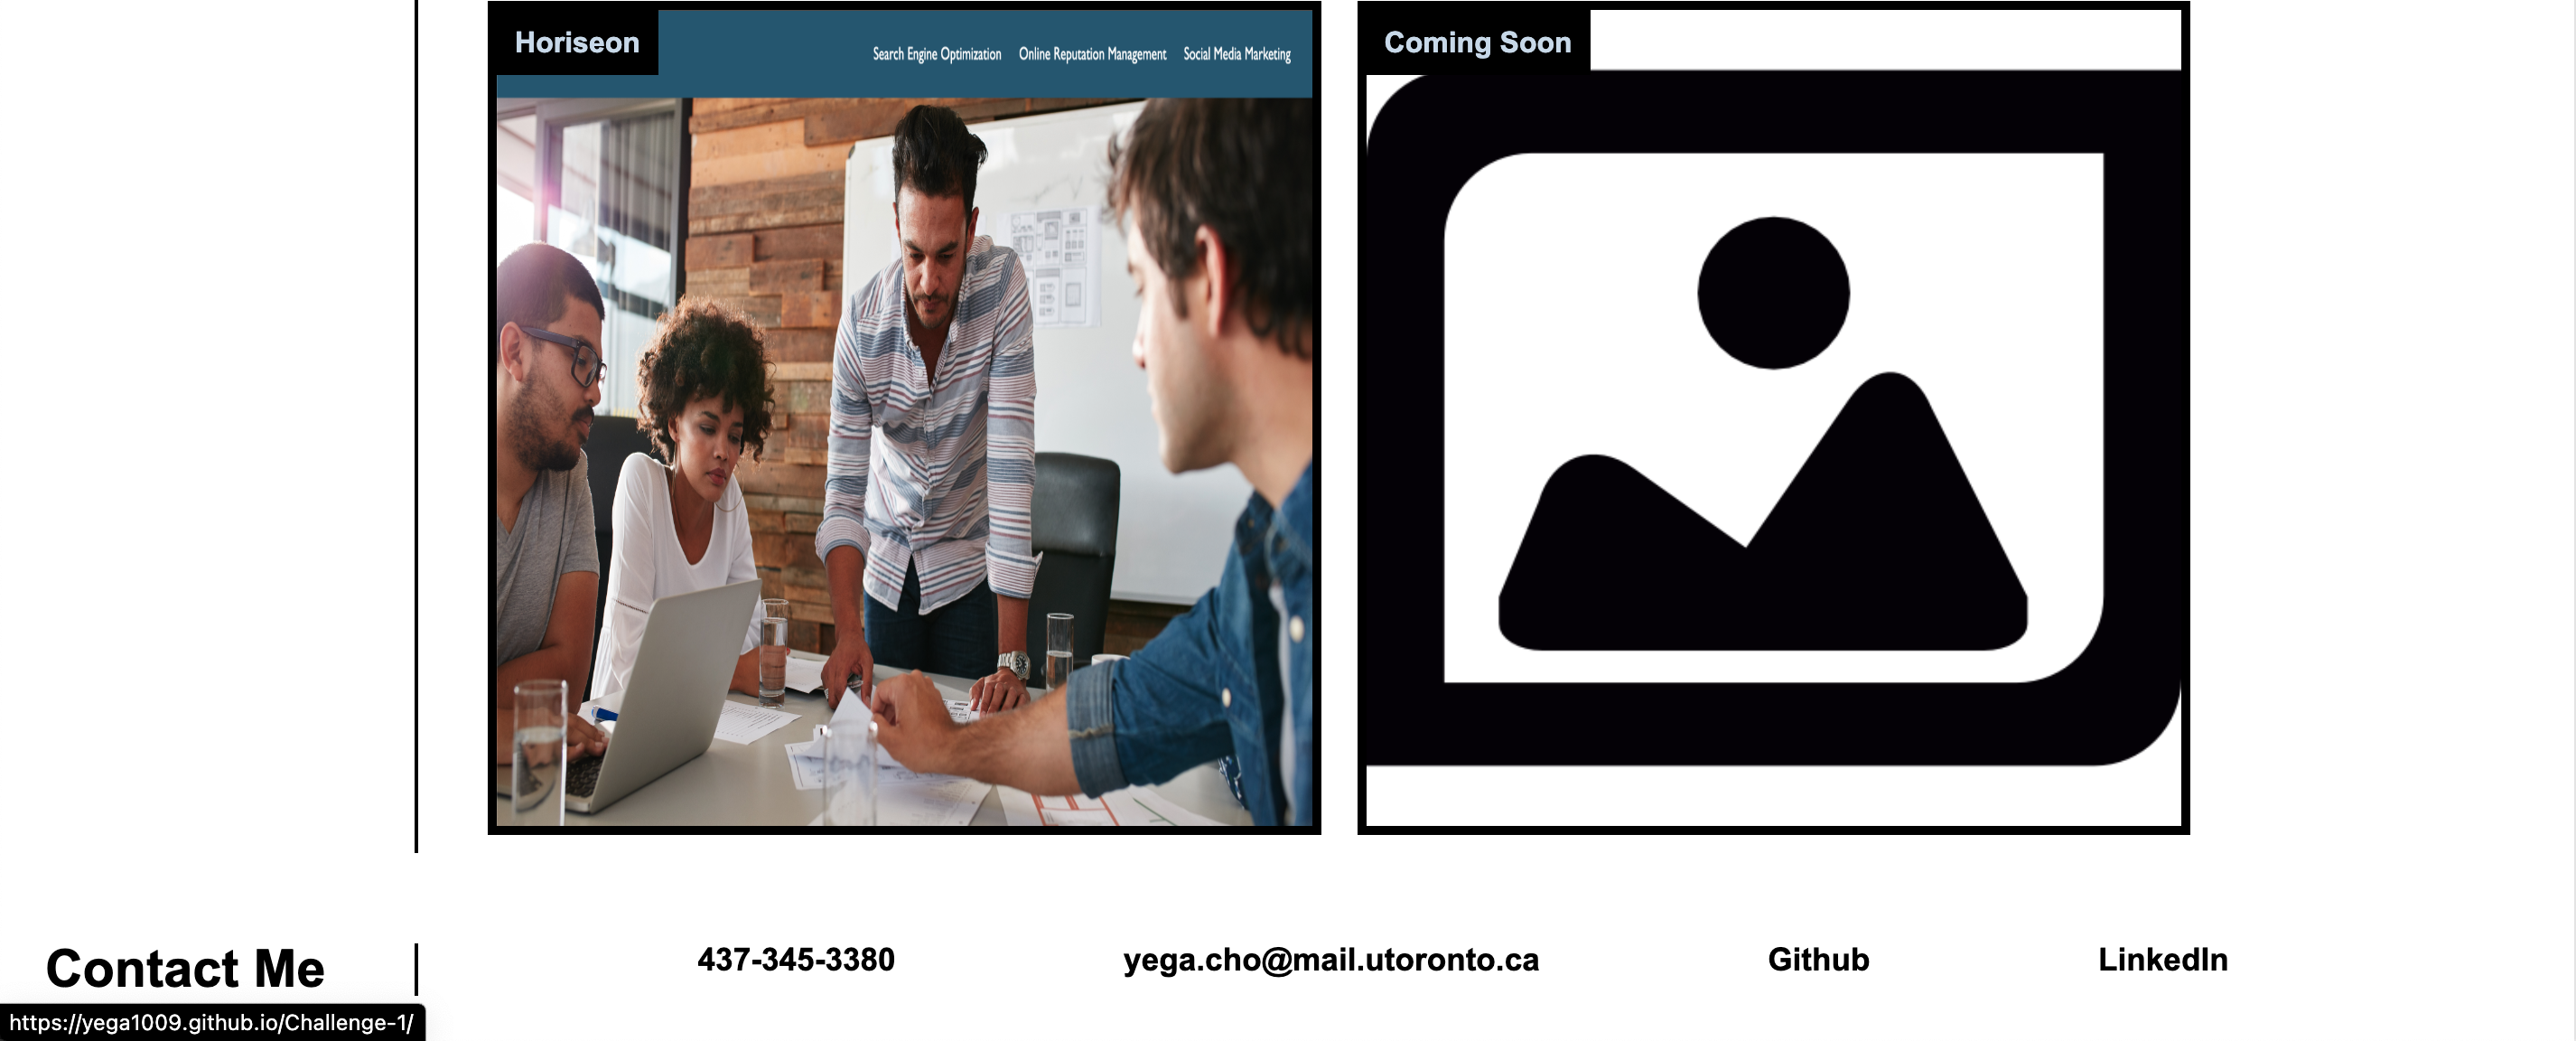 Horiseon
Search Engine Optimization Online Reputation Management Social Media Marketing
Coming Soon
Contact Me
437-345-3380
yega.cho@mail.utoronto.ca
Github
LinkedIn
https://yega1009.github.io/Challenge-1/